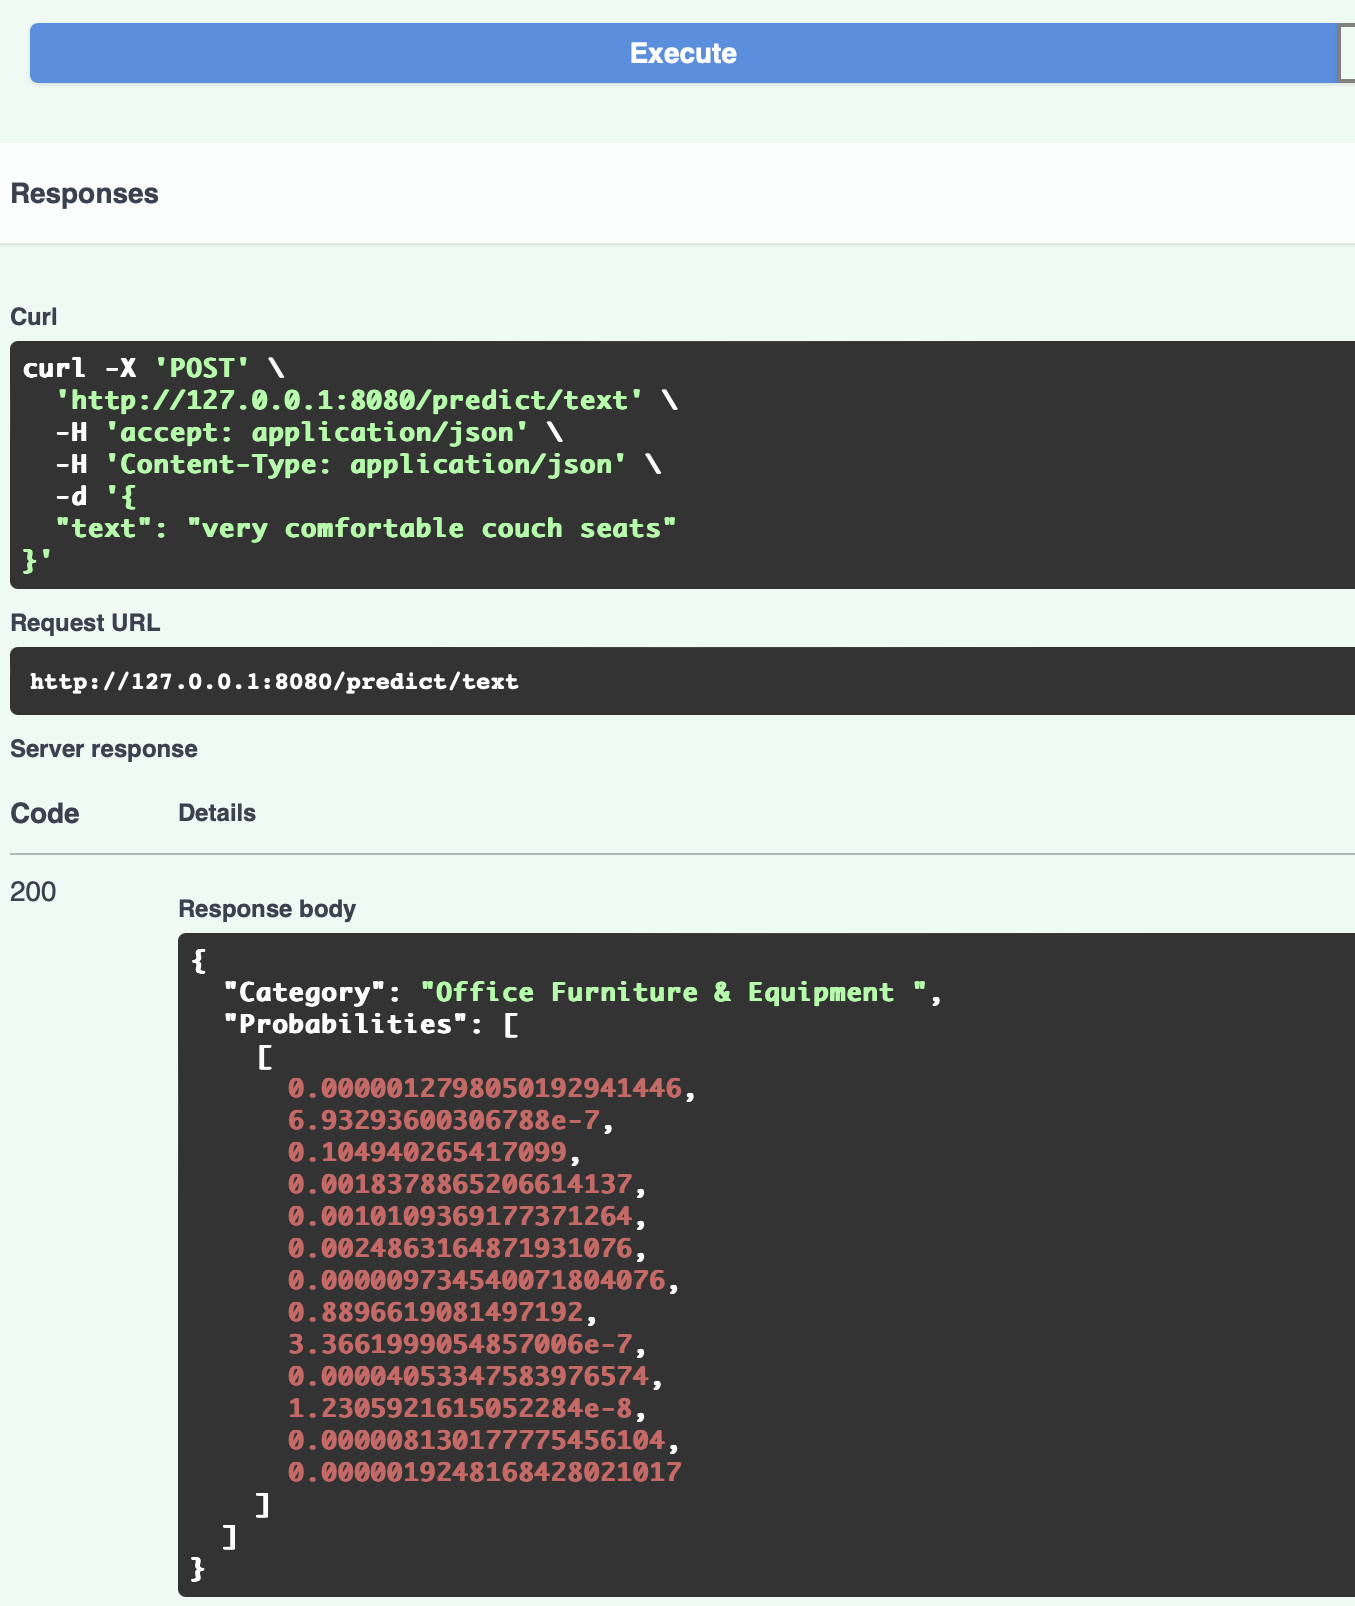 Execute
Responses
Curl
curl -X 'POST' \
'http://127.0.0.1:8080/predict/text' \
-H 'accept: application/json' \
-H 'Content-Type: application/json' \
-d '{
"text": "very comfortable couch seats"
}'
Request URL
http://127.0.0.1:8080/predict/text
Server response
Code Details
200
Response body
{
"Category": "Office Furniture & Equipment ",
"Probabilities": [
[
0.0000012798050192941446,
6.93293600306788e-7,
0.104940265417099,
0.0018378865206614137,
0.0010109369177371264,
0.0024863164871931076,
0.000009734540071804076,
0.8896619081497192,
3.3661999054857006e-7,
0.00004053347583976574,
1.2305921615052284e-8,
0.000008130177775456104,
0.0000019248168428021017
]
]
}